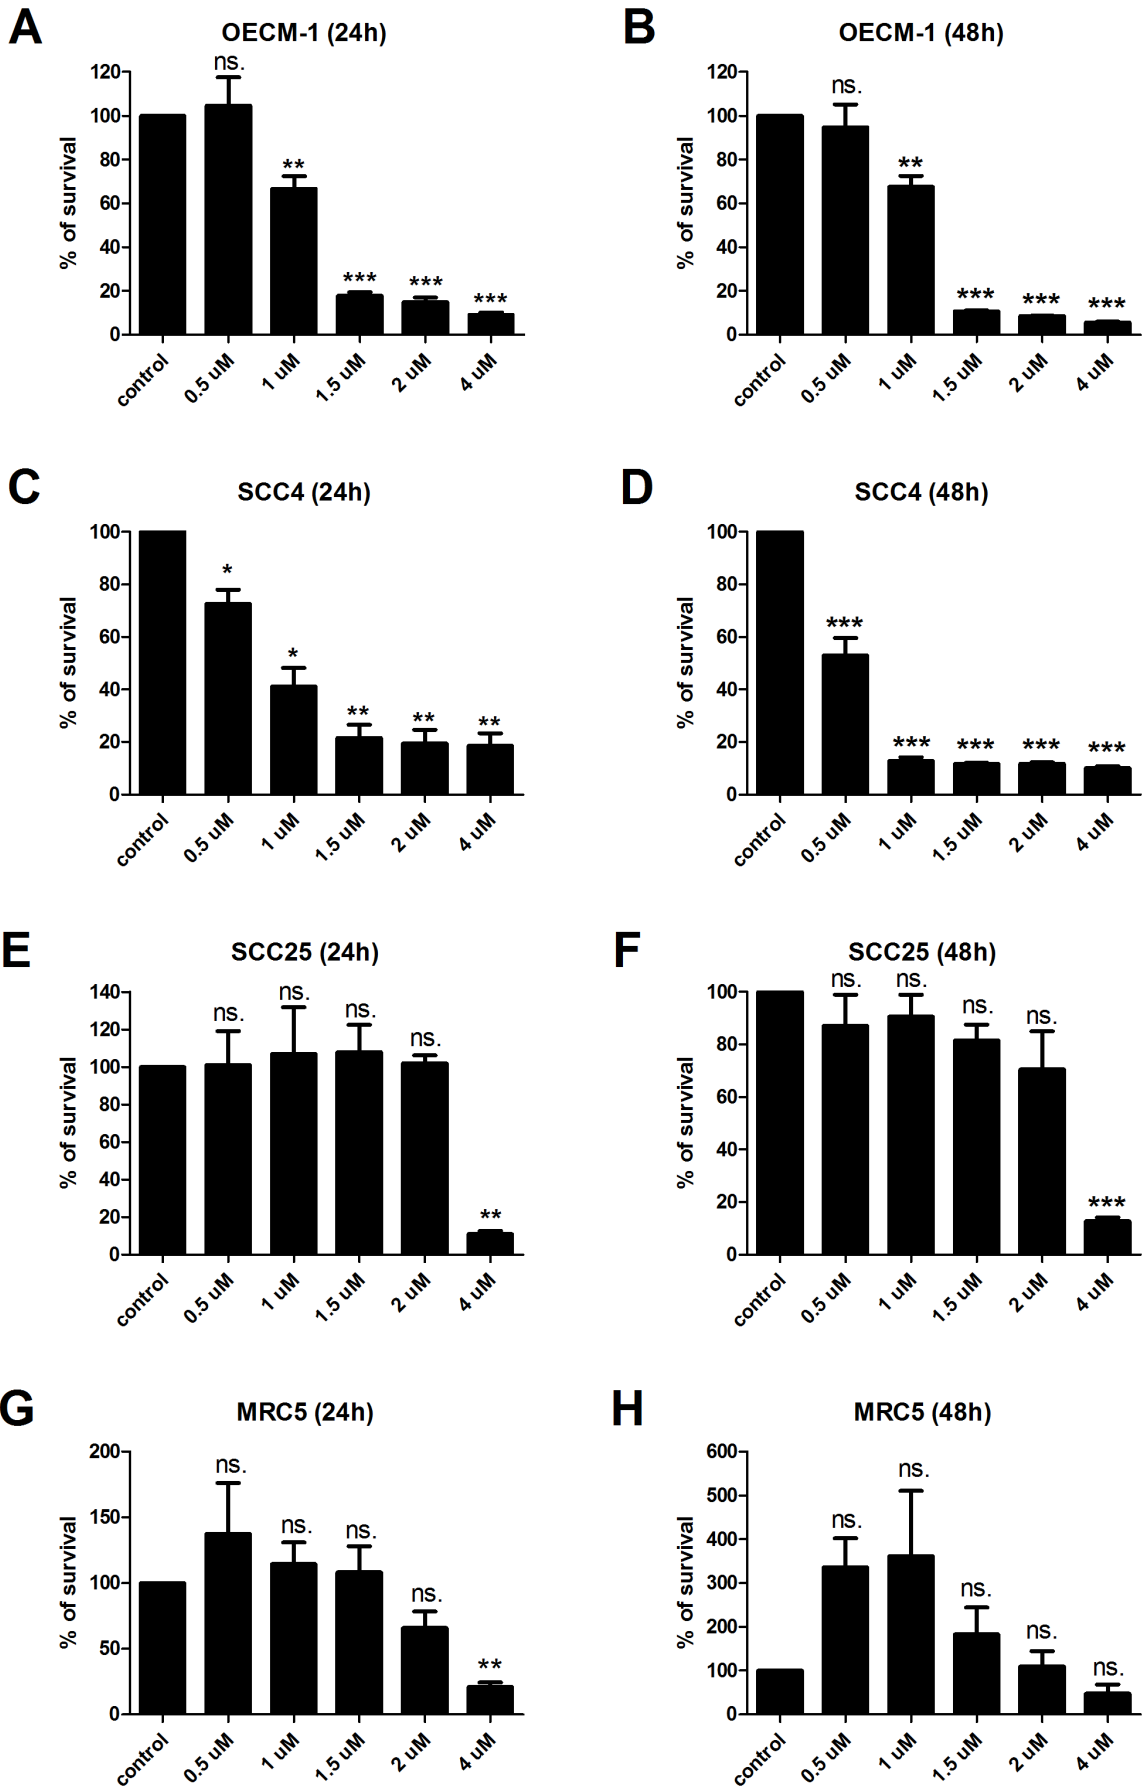 A
OECM-1 (24h)
% of survival
120
100
80
60
40
20
0
ns.
**
***
***
***
control
0.5 uM
1 uM
1.5 uM
2 uM
4 uM
B
OECM-1 (48h)
% of survival
120
100
80
60
40
20
0
ns.
**
***
***
***
control
0.5 uM
1 uM
1.5 uM
2 uM
4 uM
C
SCC4 (24h)
% of survival
100
80
60
40
20
0
*
*
**
**
**
control
0.5 uM
1 uM
1.5 uM
2 uM
4 uM
D
SCC4 (48h)
% of survival
100
80
60
40
20
0
***
***
***
***
***
control
0.5 uM
1 uM
1.5 uM
2 uM
4 uM
E
SCC25 (24h)
% of survival
140
120
100
80
60
40
20
0
ns.
ns.
ns.
ns.
**
control
0.5 uM
1 uM
1.5 uM
2 uM
4 uM
F
SCC25 (48h)
% of survival
100
80
60
40
20
0
ns.
ns.
ns.
ns.
***
control
0.5 uM
1 uM
1.5 uM
2 uM
4 uM
G
MRC5 (24h)
% of survival
200
150
100
50
0
ns.
ns.
ns.
ns.
**
control
0.5 uM
1 uM
1.5 uM
2 uM
4 uM
H
MRC5 (48h)
% of survival
600
500
400
300
200
100
0
ns.
ns.
ns.
ns.
ns.
control
0.5 uM
1 uM
1.5 uM
2 uM
4 uM